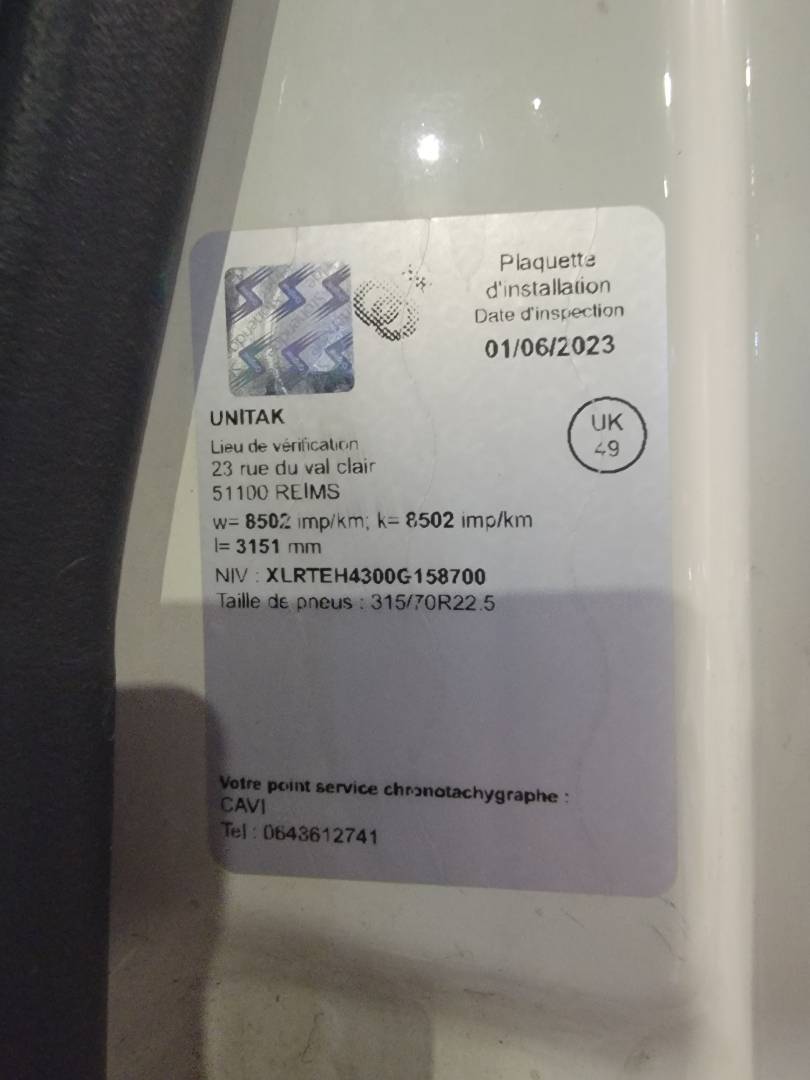 Plaquette
d'installation
Date d'inspection
01/06/2023
UNITAK
UK
49
Lieu de vérification
23 rue du val clair
51100 REIMS
w= 8502 imp/km; k= 8502 imp/km
l= 3151 mm
NIV : XLRTEH4300G158700
Taille de pneus : 315/70R22.5
Votre point service chronotachygraphe :
CAVI
Tel : 0643612741